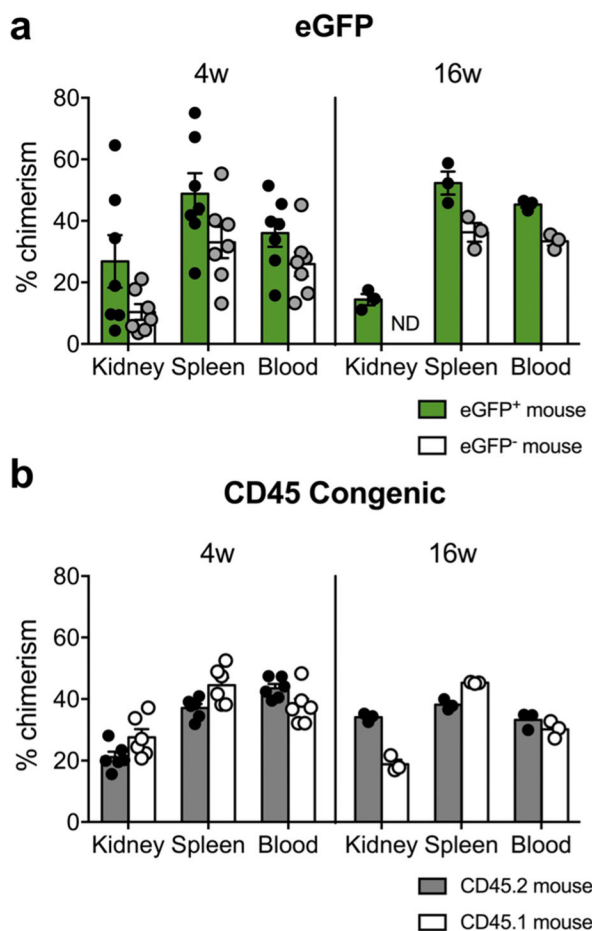 a
eGFP
4w 16w
80
60
40
20
0
% chimerism
ND
Kidney Spleen Blood Kidney Spleen Blood
eGFP⁺ mouse
eGFP⁻ mouse
b
CD45 Congenic
4w 16w
80
60
40
20
0
% chimerism
Kidney Spleen Blood Kidney Spleen Blood
CD45.2 mouse
CD45.1 mouse